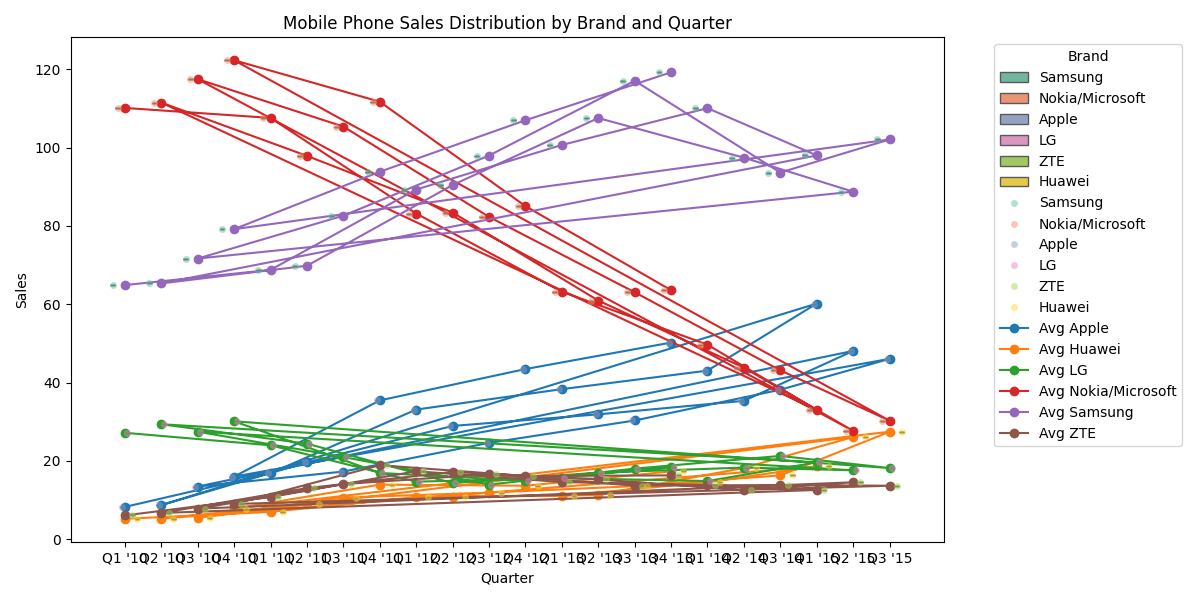 Mobile Phone Sales Distribution by Brand and Quarter
120
100
80
60
40
20
0
Sales
Q1 '10 Q2 '10 Q3 '10 Q4 '10 Q1 '11 Q2 '11 Q3 '11 Q4 '11 Q1 '12 Q2 '12 Q3 '12 Q4 '12 Q1 '13 Q2 '13 Q3 '13 Q4 '13 Q1 '14 Q2 '14 Q3 '14 Q1 '15 Q2 '15 Q3 '15
Quarter
Brand
Samsung
Nokia/Microsoft
Apple
LG
ZTE
Huawei
Samsung
Nokia/Microsoft
Apple
LG
ZTE
Huawei
Avg Apple
Avg Huawei
Avg LG
Avg Nokia/Microsoft
Avg Samsung
Avg ZTE